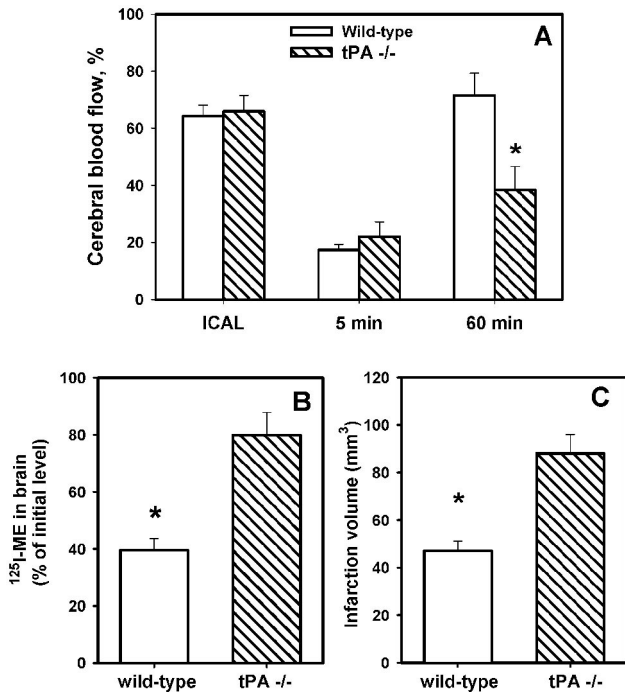 Wild-type
tPA -/-
A
Cerebral blood flow, %
100
80
60
40
20
0
*
ICAL 5 min 60 min
B
¹²⁵I-ME in brain
(% of initial level)
100
80
60
40
20
0
*
wild-type tPA -/-
C
Infarction volume (mm³)
120
100
80
60
40
20
0
*
wild-type tPA -/-